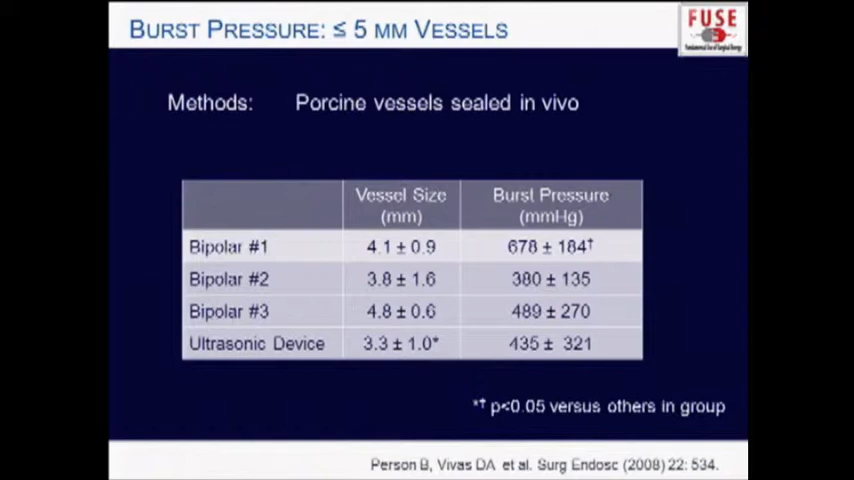 BURST PRESSURE: ≤ 5 MM VESSELS
FUSE
Fundamental Use of Surgical Energy
Methods: Porcine vessels sealed in vivo
Vessel Size (mm) Burst Pressure (mmHg)
Bipolar #1 4.1 ± 0.9 678 ± 184†
Bipolar #2 3.8 ± 1.6 380 ± 135
Bipolar #3 4.8 ± 0.6 489 ± 270
Ultrasonic Device 3.3 ± 1.0* 435 ± 321
*† p<0.05 versus others in group
Person B, Vivas DA et al. Surg Endosc (2008) 22: 534.